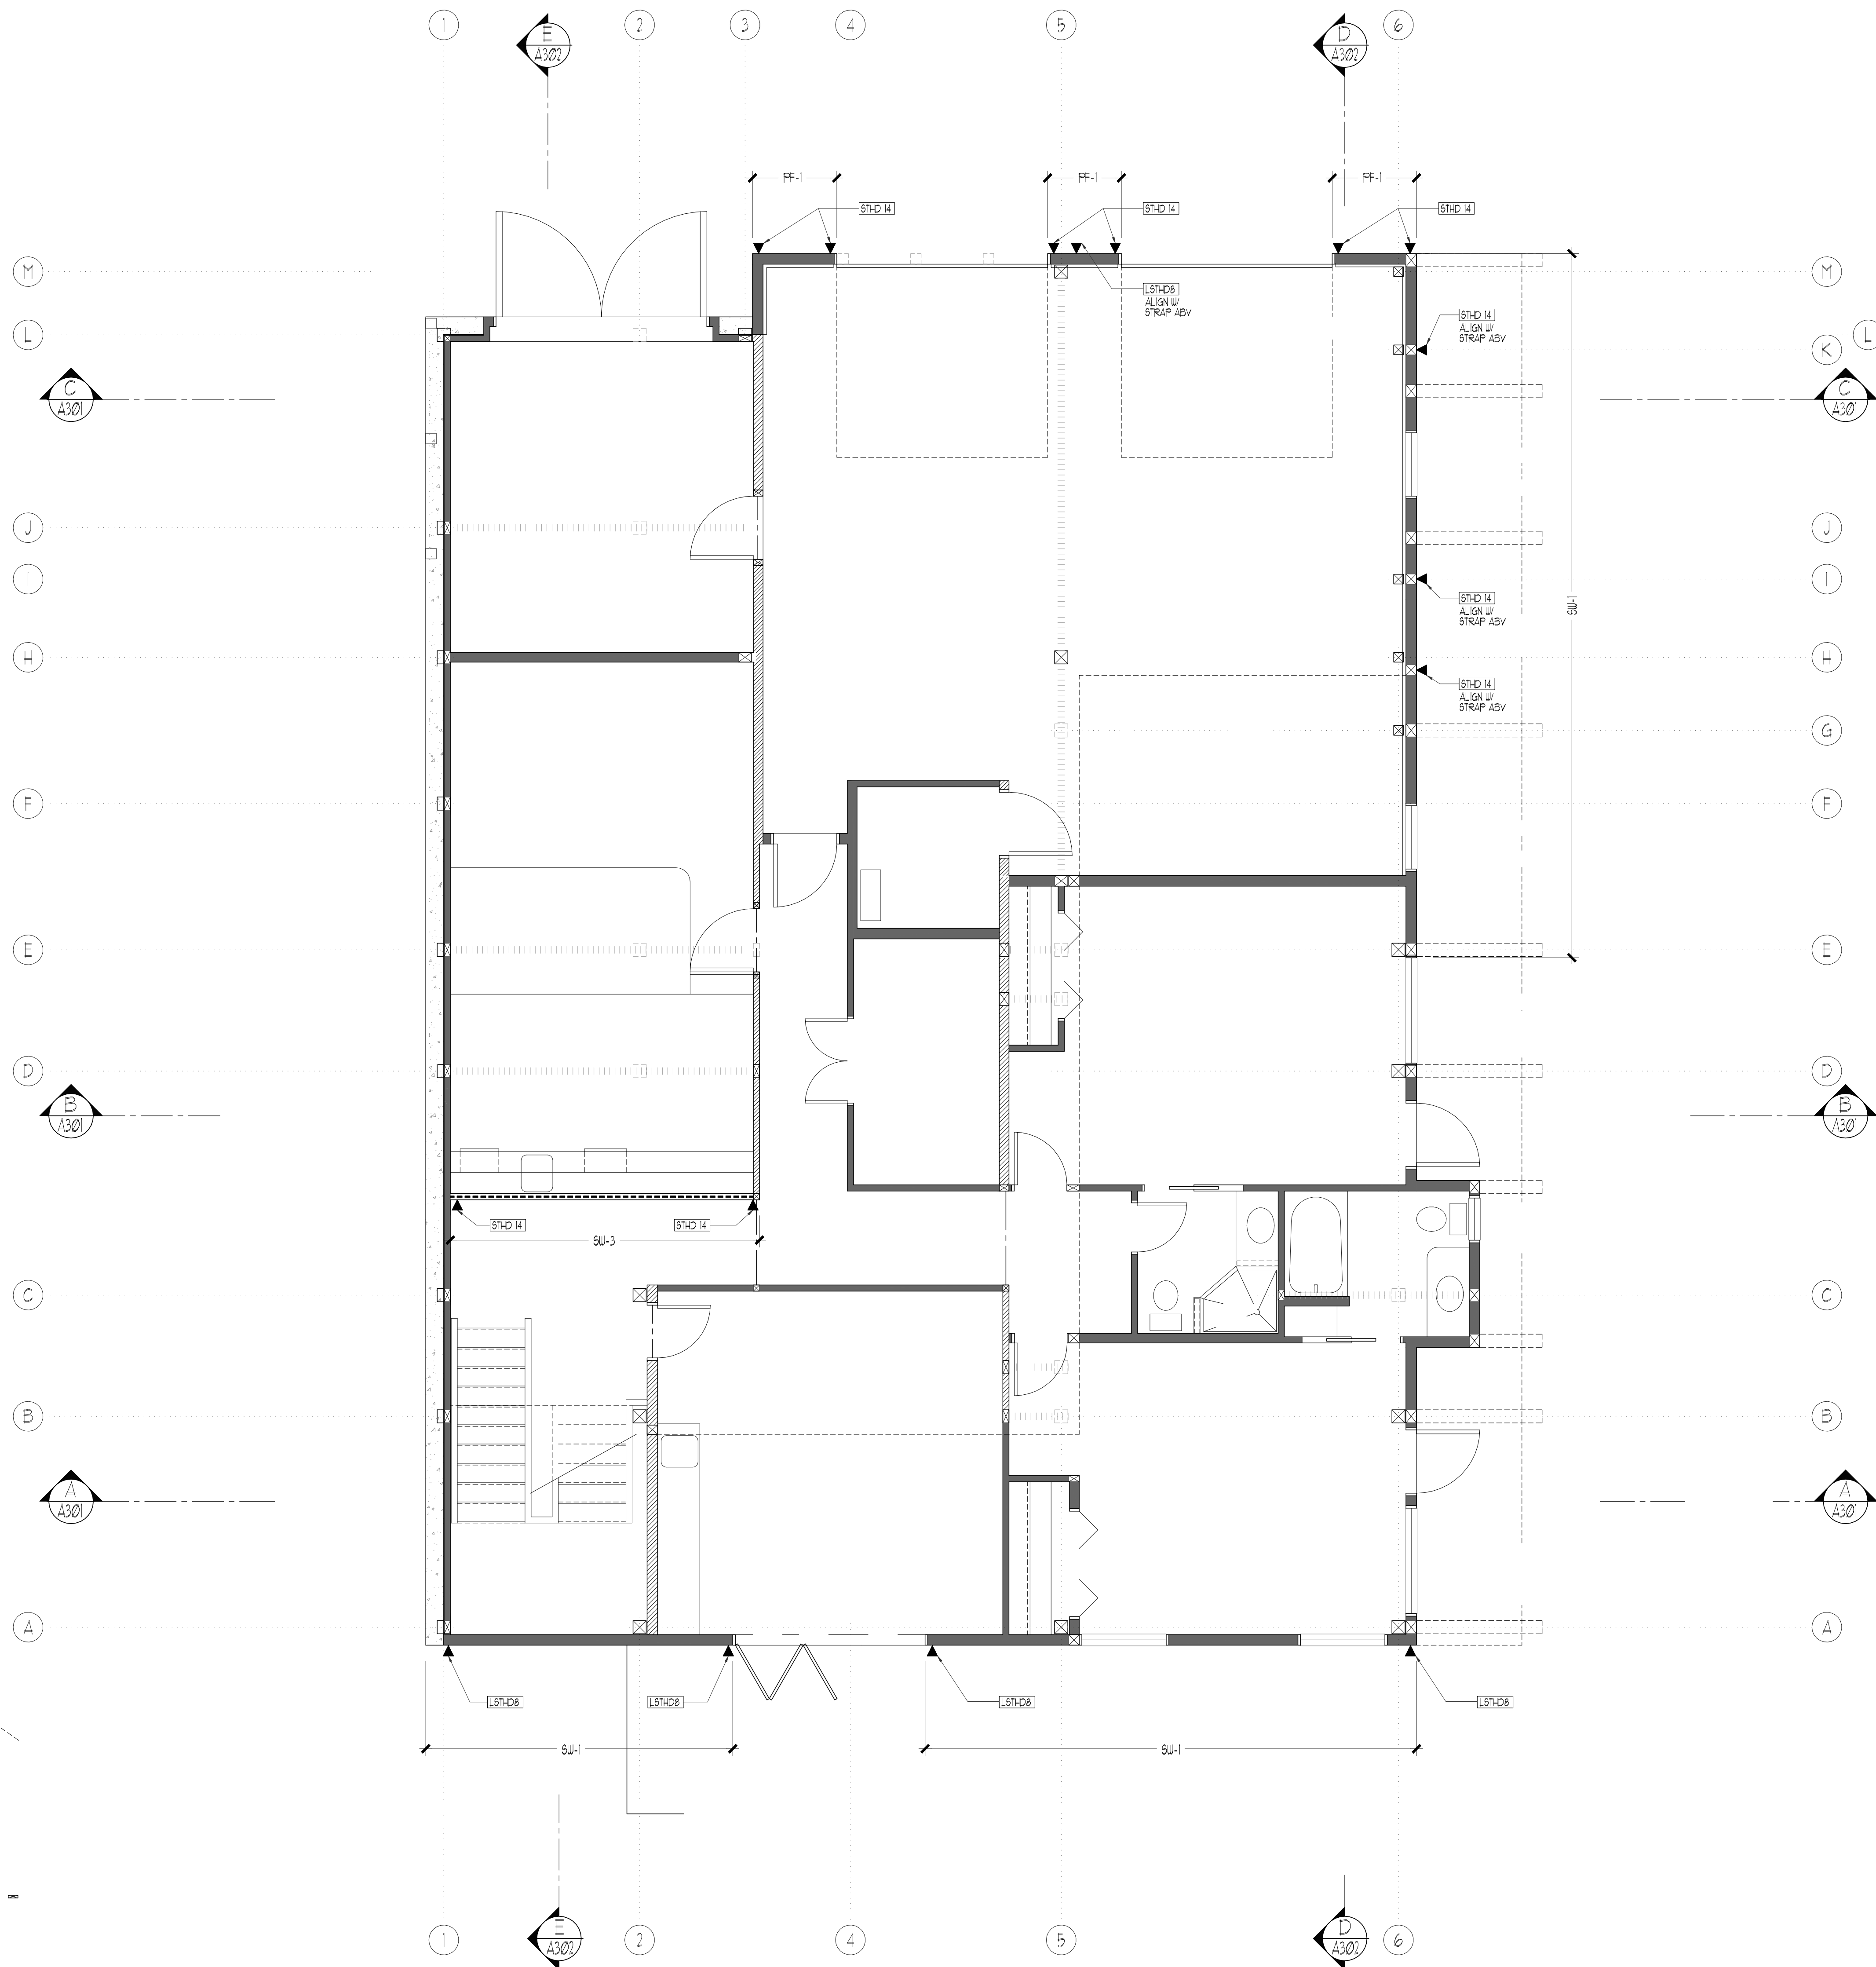 1
2
3
4
5
6
E
A302
D
A302
PF-1
PF-1
PF-1
STHD 14
STHD 14
STHD 14
M
M
LSTHD8
ALIGN W/
STRAP ABV
STHD 14
ALIGN W/
STRAP ABV
L
L
K
C
A301
C
A301
J
J
I
I
STHD 14
ALIGN W/
STRAP ABV
SW-1
H
H
STHD 14
ALIGN W/
STRAP ABV
G
F
F
E
E
D
D
B
A301
B
A301
STHD 14
STHD 14
SW-3
C
C
B
B
A
A301
A
A301
A
A
LSTHD8
LSTHD8
LSTHD8
LSTHD8
SW-1
SW-1
1
E
A302
2
4
5
D
A302
6